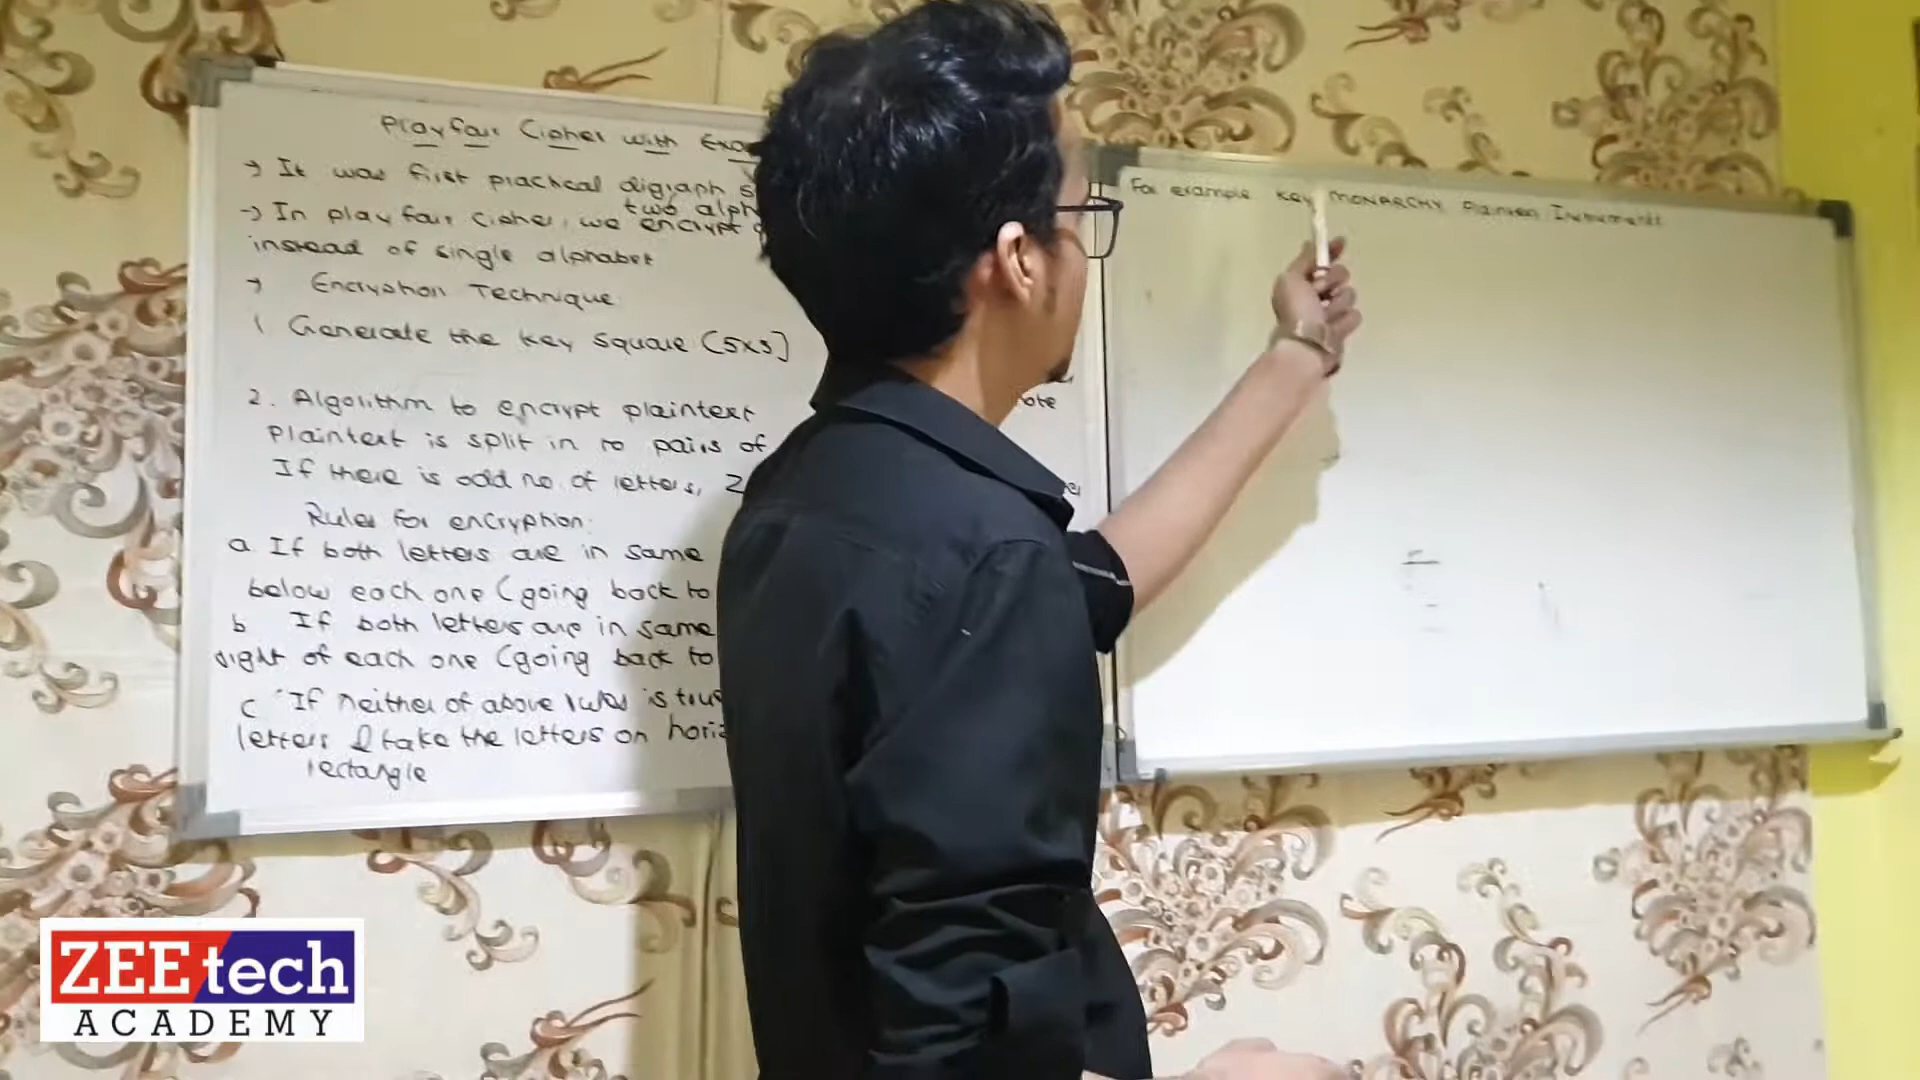 Playfair Cipher with Exa
→ It was first practical digraph s
two alph
→ In playfair cipher, we encrypt
instead of single alphabet
→ Encryption Technique
1 Generate the key square (5x5]
2. Algorithm to encrypt plaintext
Plaintext is split in to pairs of
If there is odd no. of letters, Z
Rules for encryption:
a If both letters are in same
below each one (going back to
b If both letters are in same
right of each one (going back to
c If neither of above rules is true
letters & take the letters on horiz
rectangle
For example key MONARCHY Plaintext Instruments
ZEE tech
ACADEMY